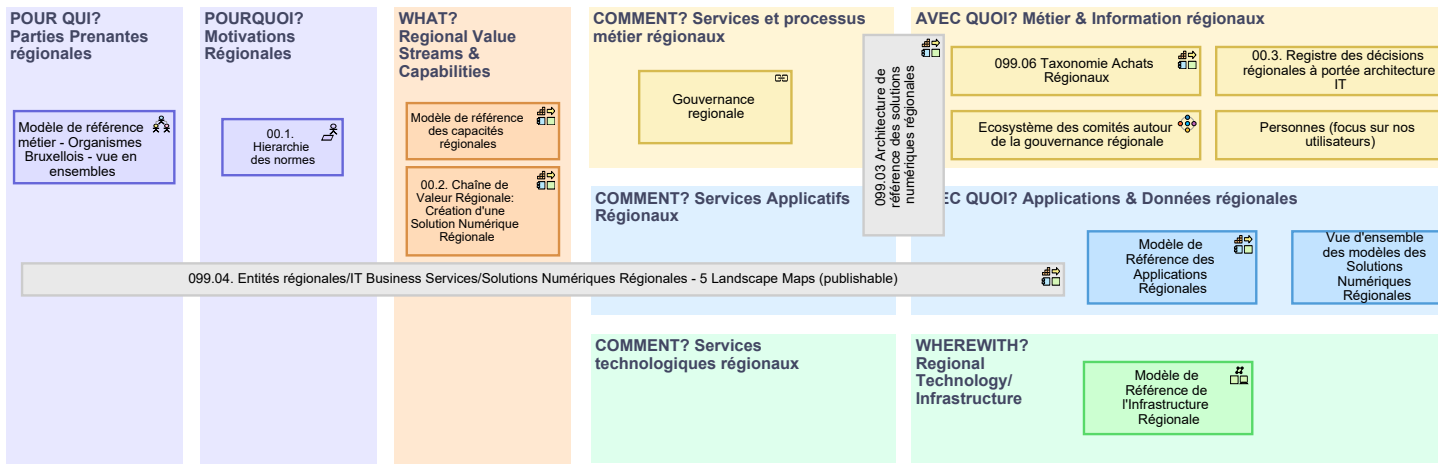 POUR QUI?
Parties Prenantes
régionales
Modèle de référence
métier - Organismes
Bruxellois - vue en
ensembles
POURQUOI?
Motivations
Régionales
00.1.
Hierarchie
des normes
WHAT?
Regional Value
Streams &
Capabilities
Modèle de référence
des capacités
régionales
00.2. Chaîne de
Valeur Régionale:
Création d'une
Solution Numérique
Régionale
COMMENT? Services et processus
métier régionaux
Gouvernance
regionale
099.03 Architecture de
référence des solutions
numériques régionales
AVEC QUOI? Métier & Information régionaux
099.06 Taxonomie Achats
Régionaux
00.3. Registre des décisions
régionales à portée architecture
IT
Ecosystème des comités autour
de la gouvernance régionale
Personnes (focus sur nos
utilisateurs)
COMMENT? Services Applicatifs
Régionaux
EC QUOI? Applications & Données régionales
Modèle de
Référence des
Applications
Régionales
Vue d'ensemble
des modèles des
Solutions
Numériques
Régionales
099.04. Entités régionales/IT Business Services/Solutions Numériques Régionales - 5 Landscape Maps (publishable)
COMMENT? Services
technologiques régionaux
WHEREWITH?
Regional
Technology/
Infrastructure
Modèle de
Référence de
l'Infrastructure
Régionale